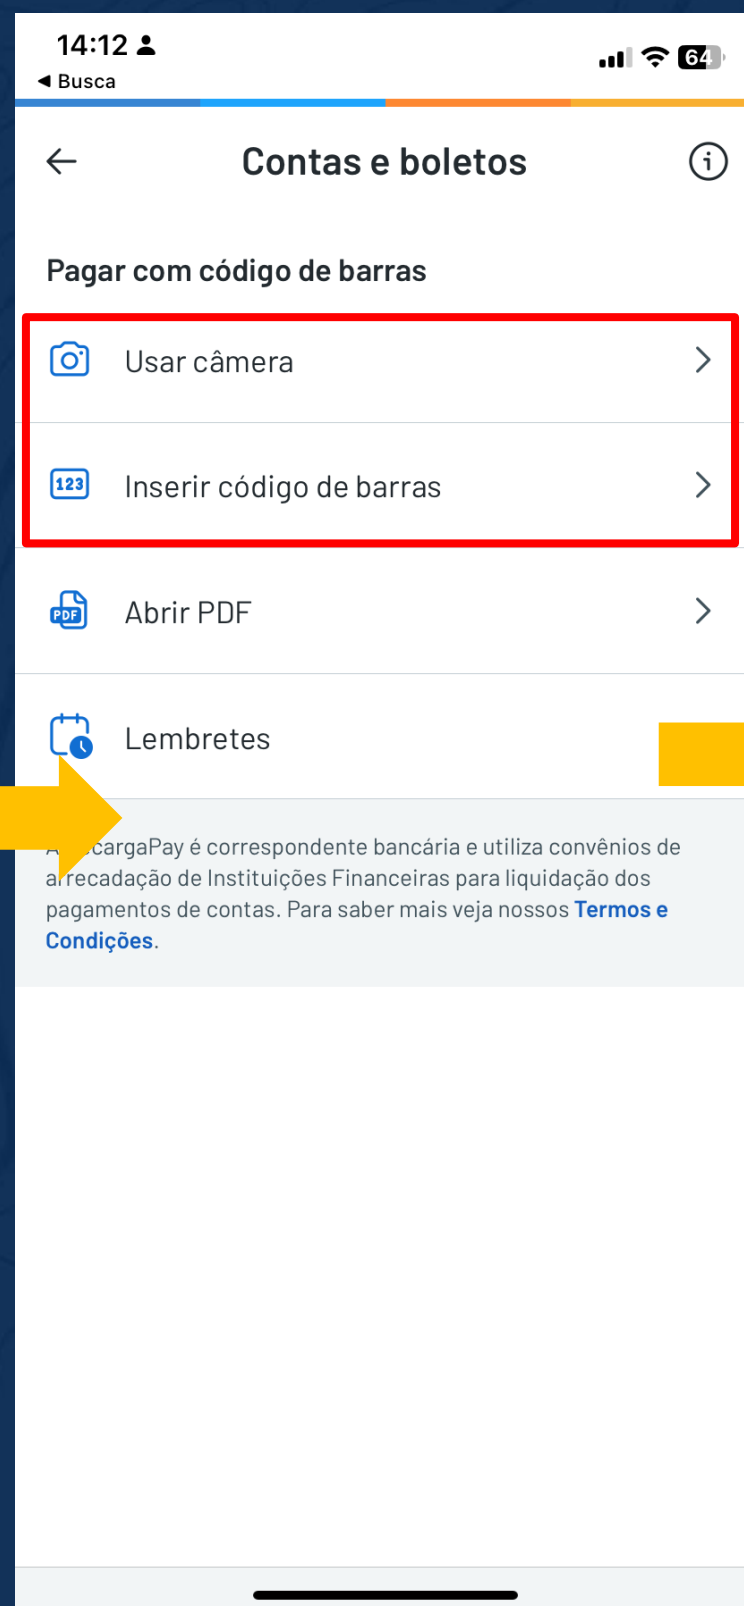 14:12
64
◀ Busca
Contas e boletos
Pagar com código de barras
Usar câmera
123
Inserir código de barras
PDF
Abrir PDF
Lembretes
A RecargaPay é correspondente bancária e utiliza convênios de
arrecadação de Instituições Financeiras para liquidação dos
pagamentos de contas. Para saber mais veja nossos Termos e
Condições.